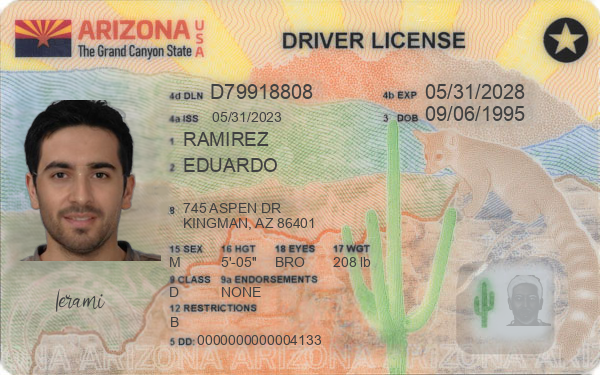 ARIZONA USA
The Grand Canyon State
DRIVER LICENSE
4d DLN D79918808
4b EXP 05/31/2028
4a ISS 05/31/2023
3 DOB 09/06/1995
1 RAMIREZ
2 EDUARDO
8 745 ASPEN DR
KINGMAN, AZ 86401
15 SEX 16 HGT 18 EYES 17 WGT
M 5'-05" BRO 208 lb
9 CLASS 9a ENDORSEMENTS
D NONE
12 RESTRICTIONS
B
5 DD: 0000000000004133
lerami
ARIZONA ARIZONA ARIZONA ARIZONA